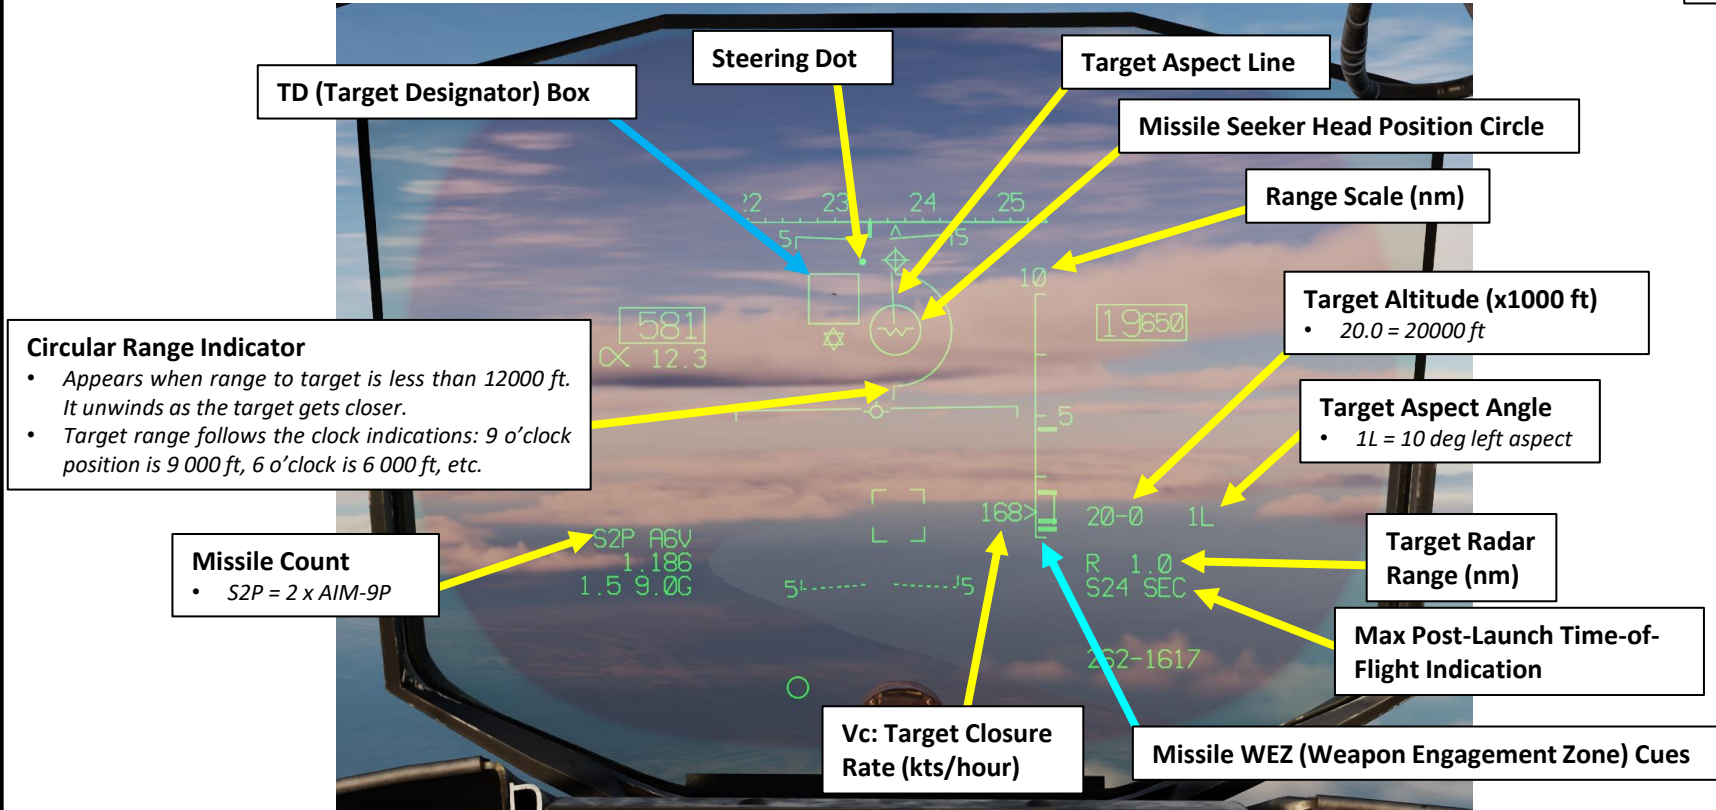 Steering Dot
Target Aspect Line
TD (Target Designator) Box
Missile Seeker Head Position Circle
Range Scale (nm)
22 23 24 25
5 5
10
581
19650
α 12.3
Target Altitude (x1000 ft)
• 20.0 = 20000 ft
Circular Range Indicator
• Appears when range to target is less than 12000 ft.
It unwinds as the target gets closer.
• Target range follows the clock indications: 9 o’clock
position is 9 000 ft, 6 o’clock is 6 000 ft, etc.
5
Target Aspect Angle
• 1L = 10 deg left aspect
168> 20-0 1L
S2P A6V
1.186
1.5 9.0G
5 5
R 1.0
S24 SEC
Missile Count
• S2P = 2 x AIM-9P
Target Radar
Range (nm)
Max Post-Launch Time-of-
Flight Indication
262-1617
Vc: Target Closure
Rate (kts/hour)
Missile WEZ (Weapon Engagement Zone) Cues